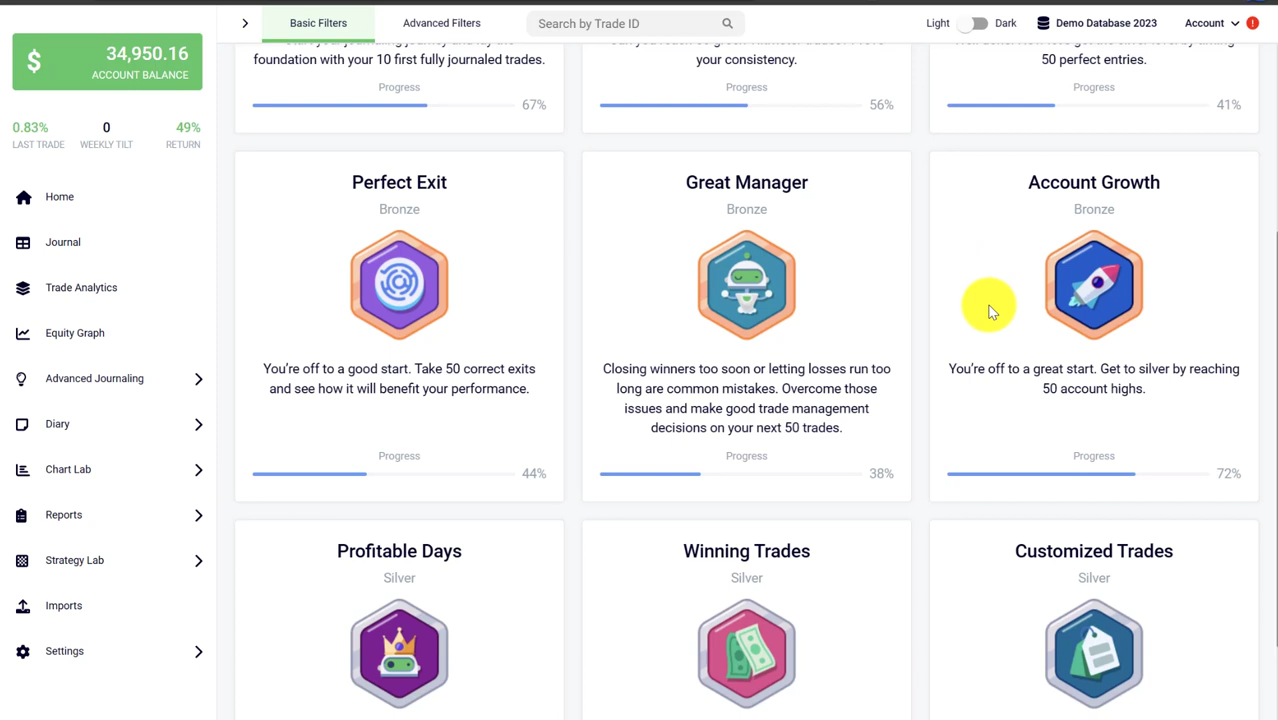 Basic Filters
Advanced Filters
Search by Trade ID
Light
Dark
Demo Database 2023
Account
!
$
34,950.16
ACCOUNT BALANCE
0.83%
LAST TRADE
0
WEEKLY TILT
49%
RETURN
Home
Journal
Trade Analytics
Equity Graph
Advanced Journaling
Diary
Chart Lab
Reports
Strategy Lab
Imports
Settings
foundation with your 10 first fully journaled trades.
Progress
67%
your consistency.
Progress
56%
50 perfect entries.
Progress
41%
Perfect Exit
Bronze
You're off to a good start. Take 50 correct exits
and see how it will benefit your performance.
Progress
44%
Great Manager
Bronze
Closing winners too soon or letting losses run too
long are common mistakes. Overcome those
issues and make good trade management
decisions on your next 50 trades.
Progress
38%
Account Growth
Bronze
You're off to a great start. Get to silver by reaching
50 account highs.
Progress
72%
Profitable Days
Silver
Winning Trades
Silver
Customized Trades
Silver